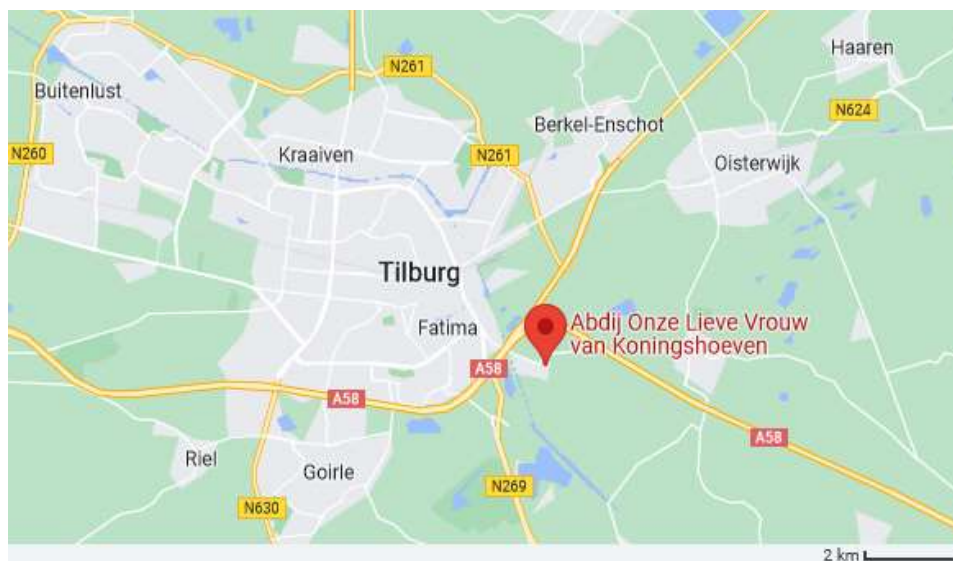 Haaren
N261
Buitenlust
N624
Berkel-Enschot
N260
Kraaiven
N261
Oisterwijk
Tilburg
Fatima
Abdij Onze Lieve Vrouw
van Koningshoeven
A58
A58
A58
Riel
Goirle
N269
N630
2 km